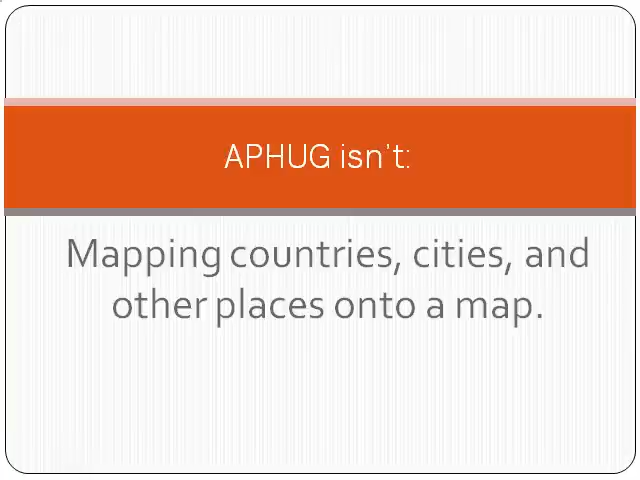 APHUG isn't:
Mapping countries, cities, and
other places onto a map.